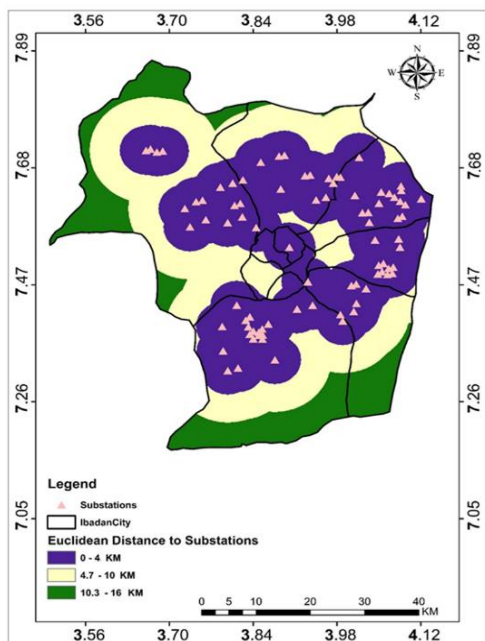 3.56 3.70 3.84 3.98 4.12
N
W E
S
7.89 7.89
7.68 7.68
7.47 7.47
7.26 7.26
7.05 7.05
Legend
Substations
IbadanCity
Euclidean Distance to Substations
0 - 4 KM
4.7 - 10 KM
10.3 - 16 KM
0 5 10 20 30 40
KM
3.56 3.70 3.84 3.98 4.12